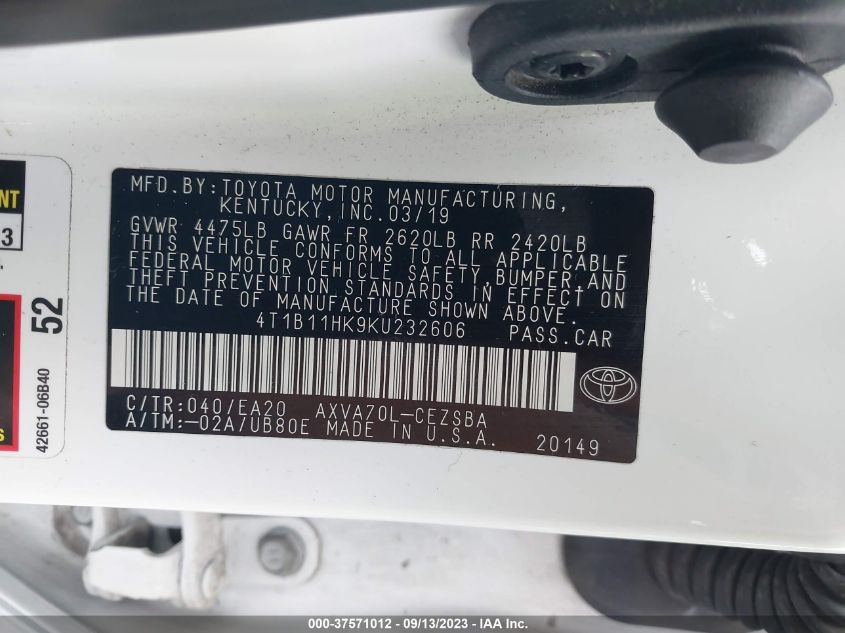 MFD.BY:TOYOTA MOTOR MANUFACTURING,
KENTUCKY,INC.03/19
GVWR 4475LB GAWR FR 2620LB RR 2420LB
THIS VEHICLE CONFORMS TO ALL APPLICABLE
FEDERAL MOTOR VEHICLE SAFETY,BUMPER,AND
THEFT PREVENTION STANDARDS IN EFFECT ON
THE DATE OF MANUFACTURE SHOWN ABOVE.
4T1B11HK9KU232606 PASS.CAR
C/TR:040/EA20 AXVA70L-CEZSBA
A/TM:-02A/UB80E MADE IN U.S.A. 20149
52
42661-06B40
000-37571012 - 09/13/2023 - IAA Inc.